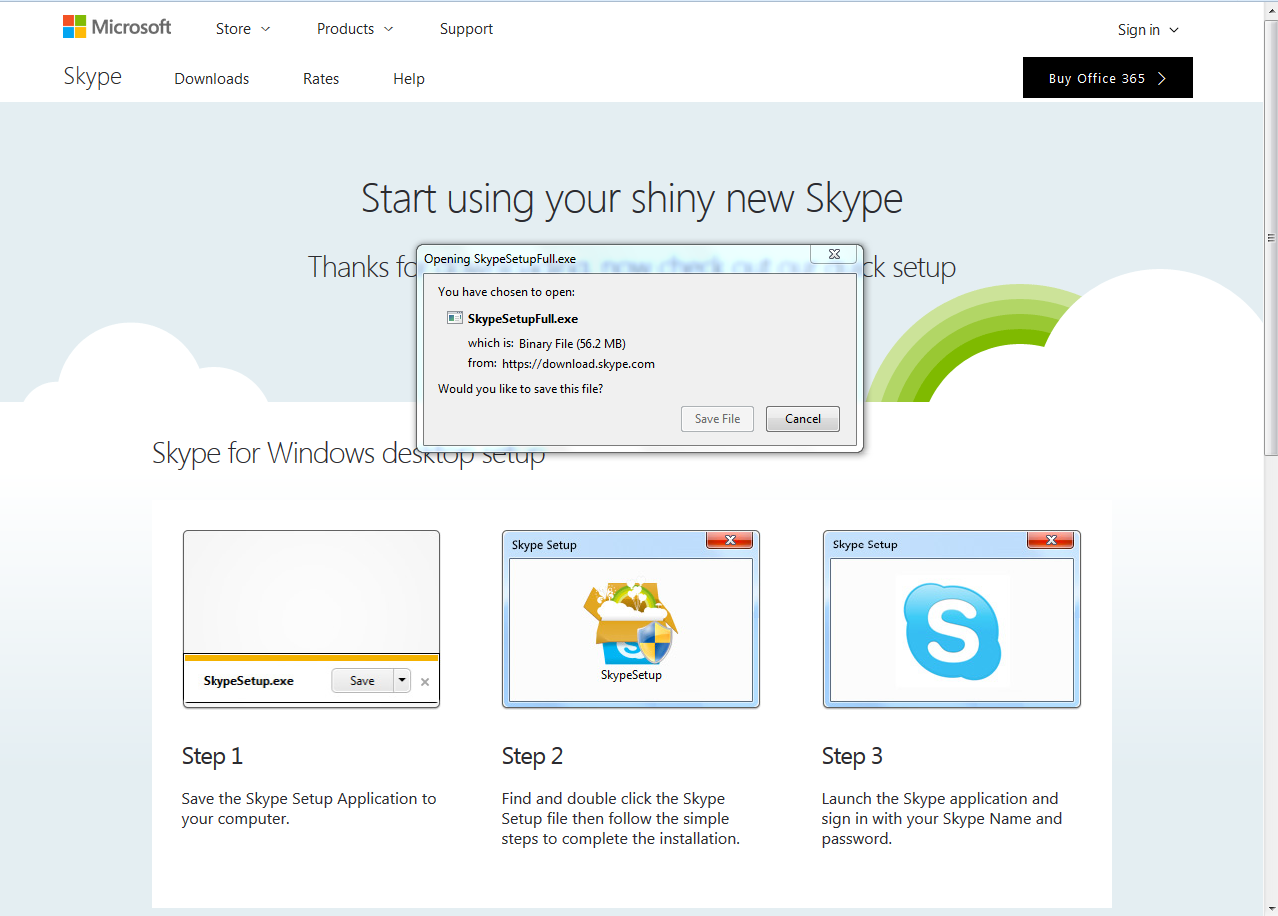 Microsoft Store Products Support Sign in
Skype Downloads Rates Help Buy Office 365
Start using your shiny new Skype
Thanks fo ck setup
Opening SkypeSetupFull.exe
You have chosen to open:
SkypeSetupFull.exe
which is: Binary File (56.2 MB)
from: https://download.skype.com
Would you like to save this file?
Save File Cancel
Skype for Windows desktop setup
SkypeSetup.exe Save
Skype Setup
SkypeSetup
Skype Setup
Step 1
Save the Skype Setup Application to
your computer.
Step 2
Find and double click the Skype
Setup file then follow the simple
steps to complete the installation.
Step 3
Launch the Skype application and
sign in with your Skype Name and
password.